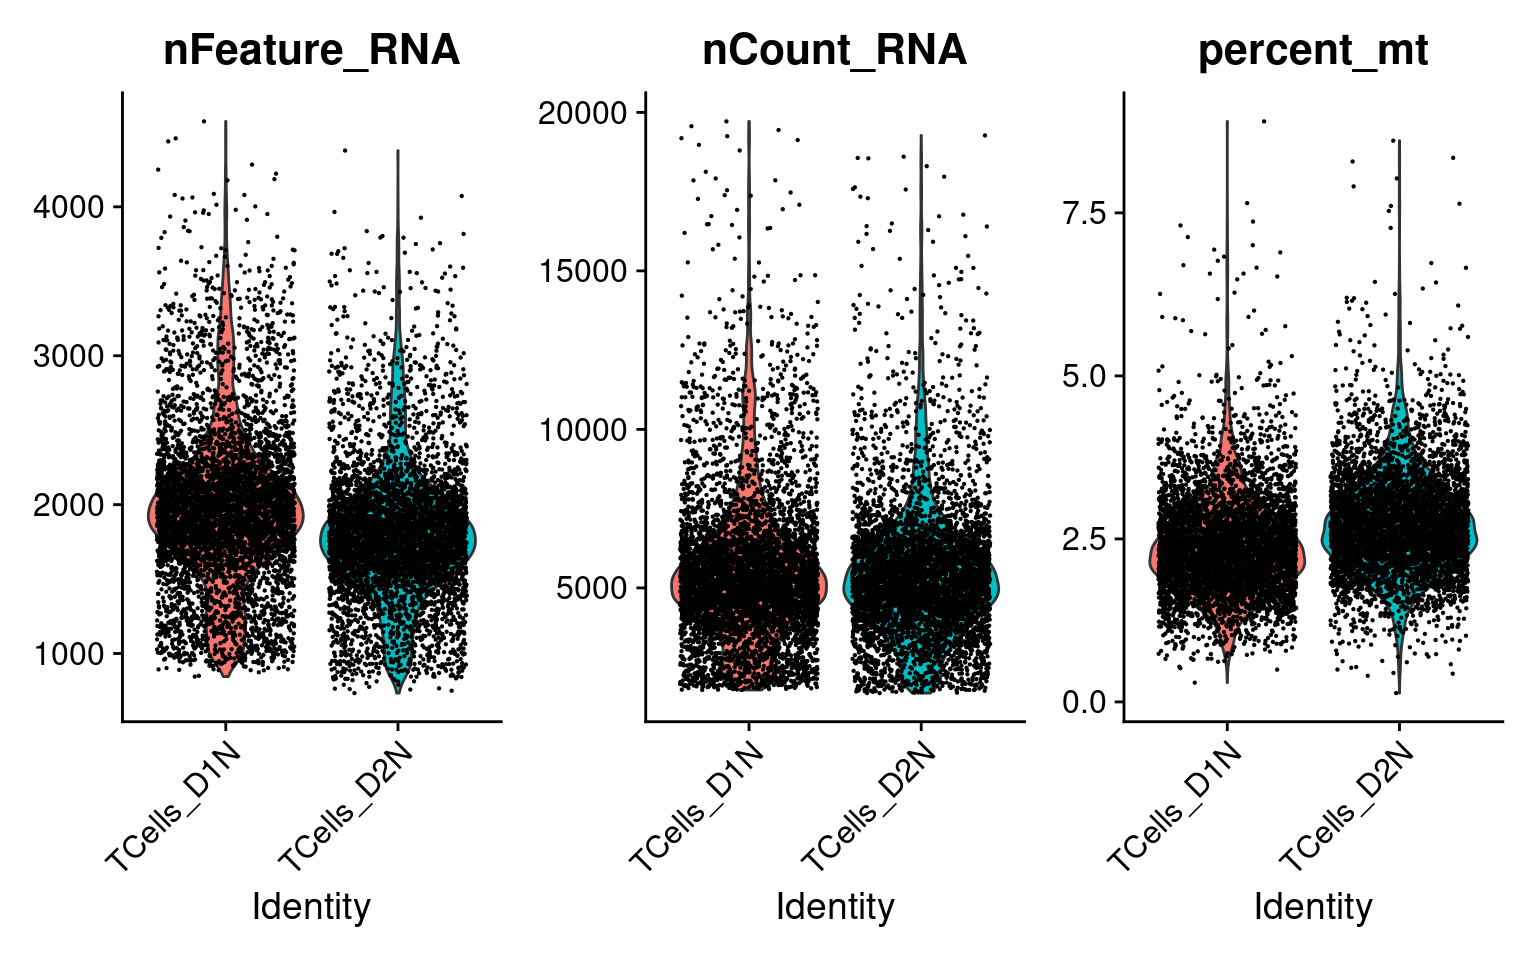 nFeature_RNA
4000
3000
2000
1000
TCells_D1N
TCells_D2N
Identity
nCount_RNA
20000
15000
10000
5000
TCells_D1N
TCells_D2N
Identity
percent_mt
7.5
5.0
2.5
0.0
TCells_D1N
TCells_D2N
Identity